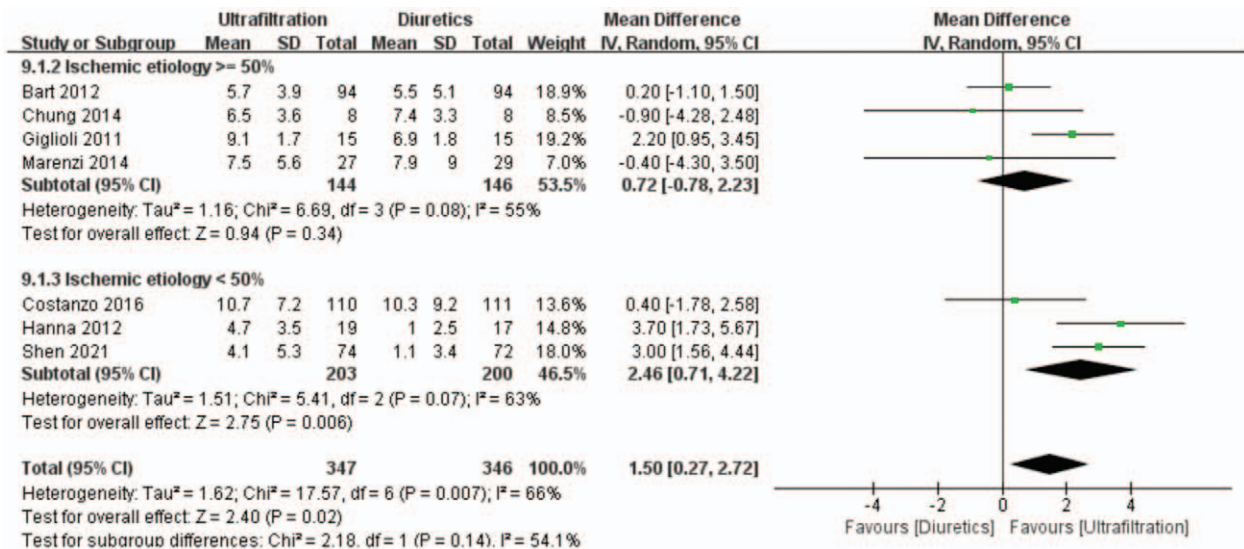 Ultrafiltration Diuretics Mean Difference Mean Difference
Study or Subgroup Mean SD Total Mean SD Total Weight IV, Random, 95% CI IV, Random, 95% CI
9.1.2 Ischemic etiology >= 50%
Bart 2012 5.7 3.9 94 5.5 5.1 94 18.9% 0.20 [-1.10, 1.50]
Chung 2014 6.5 3.6 8 7.4 3.3 8 8.5% -0.90 [-4.28, 2.48]
Giglioli 2011 9.1 1.7 15 6.9 1.8 15 19.2% 2.20 [0.95, 3.45]
Marenzi 2014 7.5 5.6 27 7.9 9 29 7.0% -0.40 [-4.30, 3.50]
Subtotal (95% CI) 144 146 53.5% 0.72 [-0.78, 2.23]
Heterogeneity: Tau² = 1.16; Chi² = 6.69, df = 3 (P = 0.08); I² = 55%
Test for overall effect: Z = 0.94 (P = 0.34)
9.1.3 Ischemic etiology < 50%
Costanzo 2016 10.7 7.2 110 10.3 9.2 111 13.6% 0.40 [-1.78, 2.58]
Hanna 2012 4.7 3.5 19 1 2.5 17 14.8% 3.70 [1.73, 5.67]
Shen 2021 4.1 5.3 74 1.1 3.4 72 18.0% 3.00 [1.56, 4.44]
Subtotal (95% CI) 203 200 46.5% 2.46 [0.71, 4.22]
Heterogeneity: Tau² = 1.51; Chi² = 5.41, df = 2 (P = 0.07); I² = 63%
Test for overall effect: Z = 2.75 (P = 0.006)
Total (95% CI) 347 346 100.0% 1.50 [0.27, 2.72]
Heterogeneity: Tau² = 1.62; Chi² = 17.57, df = 6 (P = 0.007); I² = 66%
Test for overall effect: Z = 2.40 (P = 0.02)
Test for subgroup differences: Chi² = 2.18, df = 1 (P = 0.14), I² = 54.1%
-4 -2 0 2 4
Favours [Diuretics] Favours [Ultrafiltration]